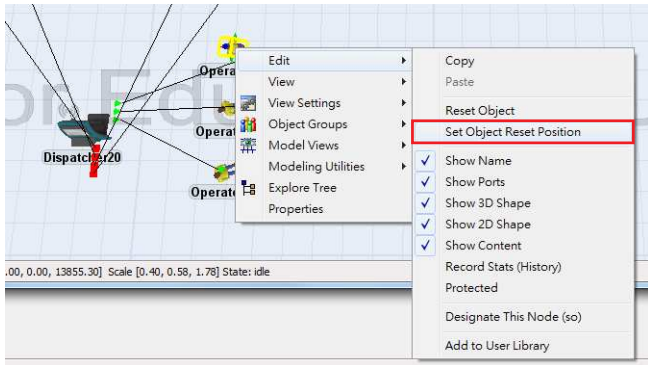 Opera
Operat
Operat
Dispatcher20
Edit
View
View Settings
Object Groups
Model Views
Modeling Utilities
Explore Tree
Properties
Copy
Paste
Reset Object
Set Object Reset Position
Show Name
Show Ports
Show 3D Shape
Show 2D Shape
Show Content
Record Stats (History)
Protected
Designate This Node (so)
Add to User Library
.00, 0.00, 13855.30] Scale [0.40, 0.58, 1.78] State: idle